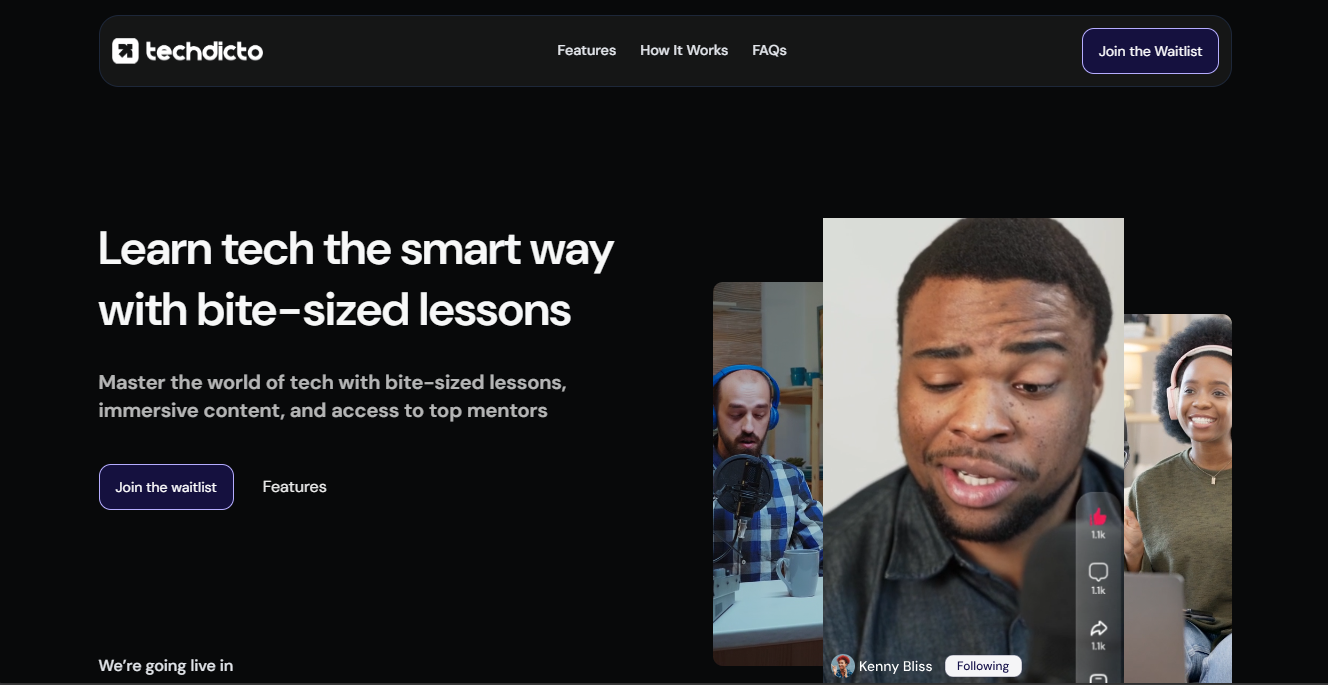 techdicto
Features
How It Works
FAQs
Join the Waitlist
Learn tech the smart way
with bite-sized lessons
Master the world of tech with bite-sized lessons,
immersive content, and access to top mentors
Join the waitlist
Features
1.1k
1.1k
1.1k
Kenny Bliss
Following
We're going live in